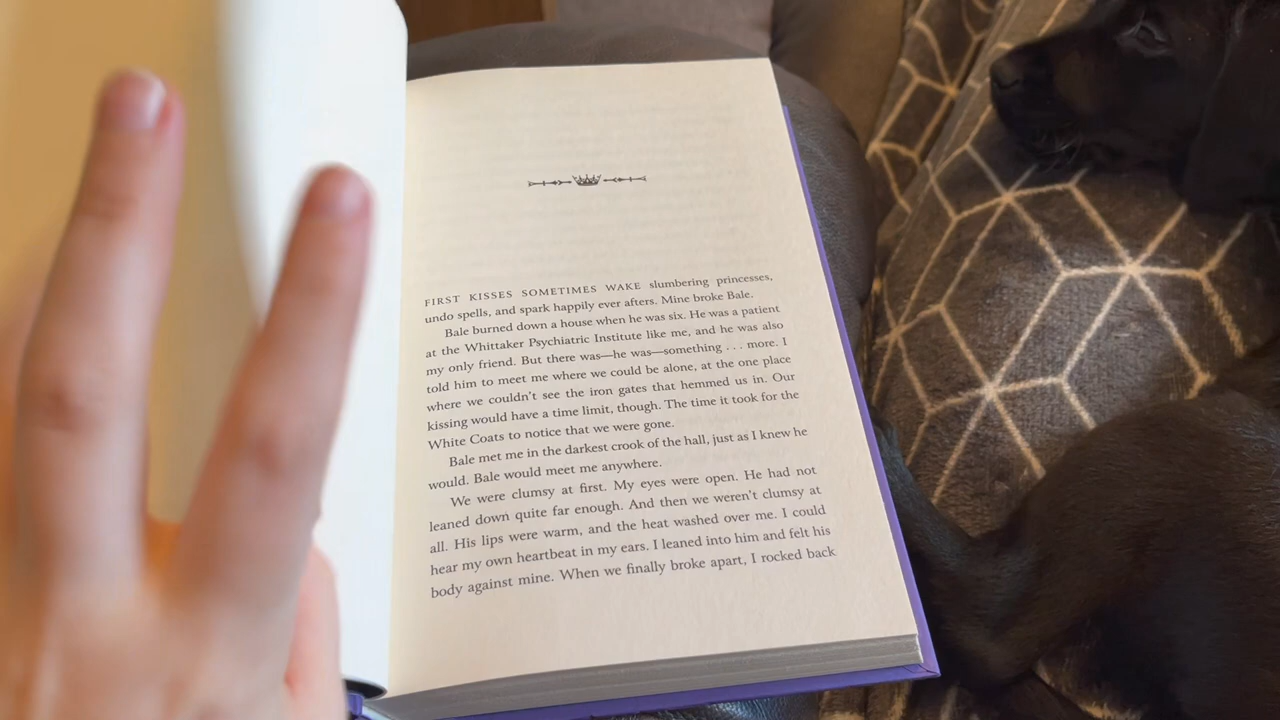 FIRST KISSES SOMETIMES WAKE slumbering princesses,
undo spells, and spark happily ever afters. Mine broke Bale.
Bale burned down a house when he was six. He was a patient
at the Whittaker Psychiatric Institute like me, and he was also
my only friend. But there was—he was—something . . . more. I
told him to meet me where we could be alone, at the one place
where we couldn't see the iron gates that hemmed us in. Our
kissing would have a time limit, though. The time it took for the
White Coats to notice that we were gone.
Bale met me in the darkest crook of the hall, just as I knew he
would. Bale would meet me anywhere.
We were clumsy at first. My eyes were open. He had not
leaned down quite far enough. And then we weren't clumsy at
all. His lips were warm, and the heat washed over me. I could
hear my own heartbeat in my ears. I leaned into him and felt his
body against mine. When we finally broke apart, I rocked back